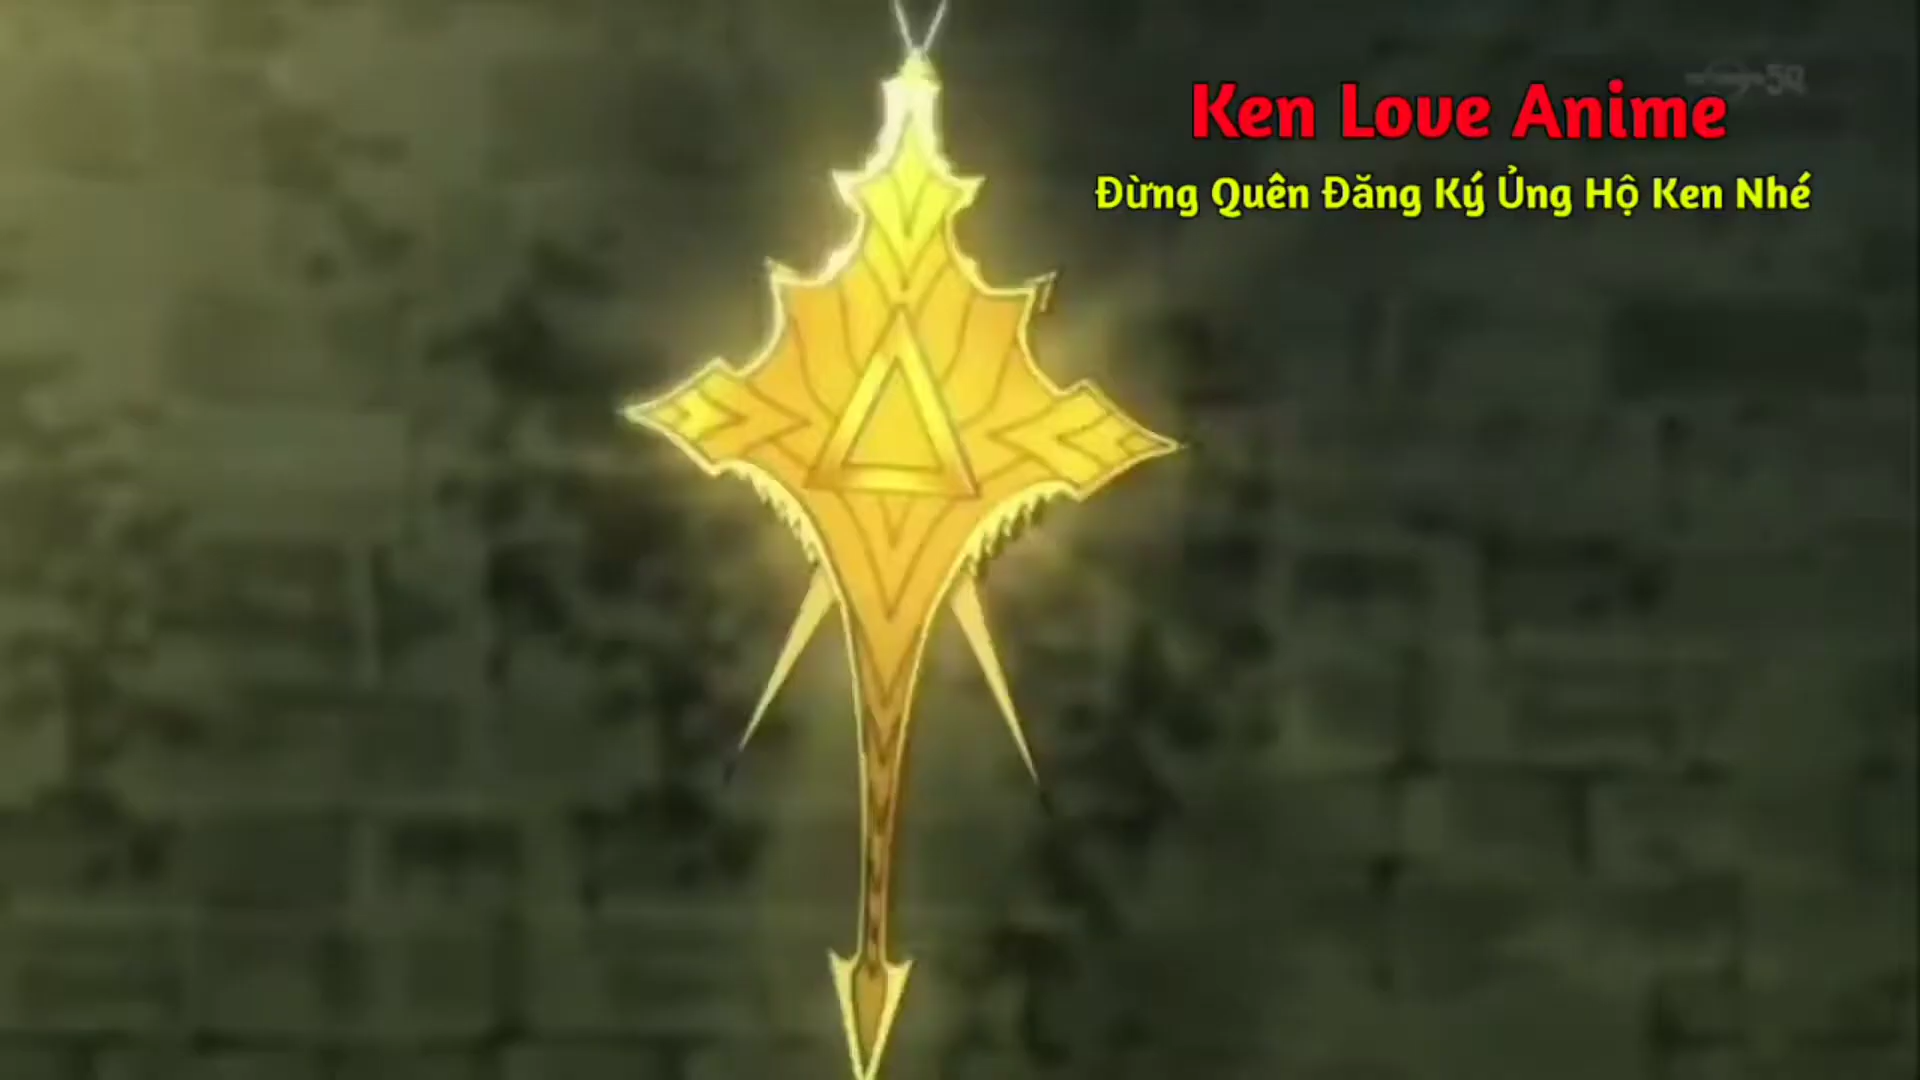 Ken Love Anime
Đừng Quên Đăng Ký Ủng Hộ Ken Nhé